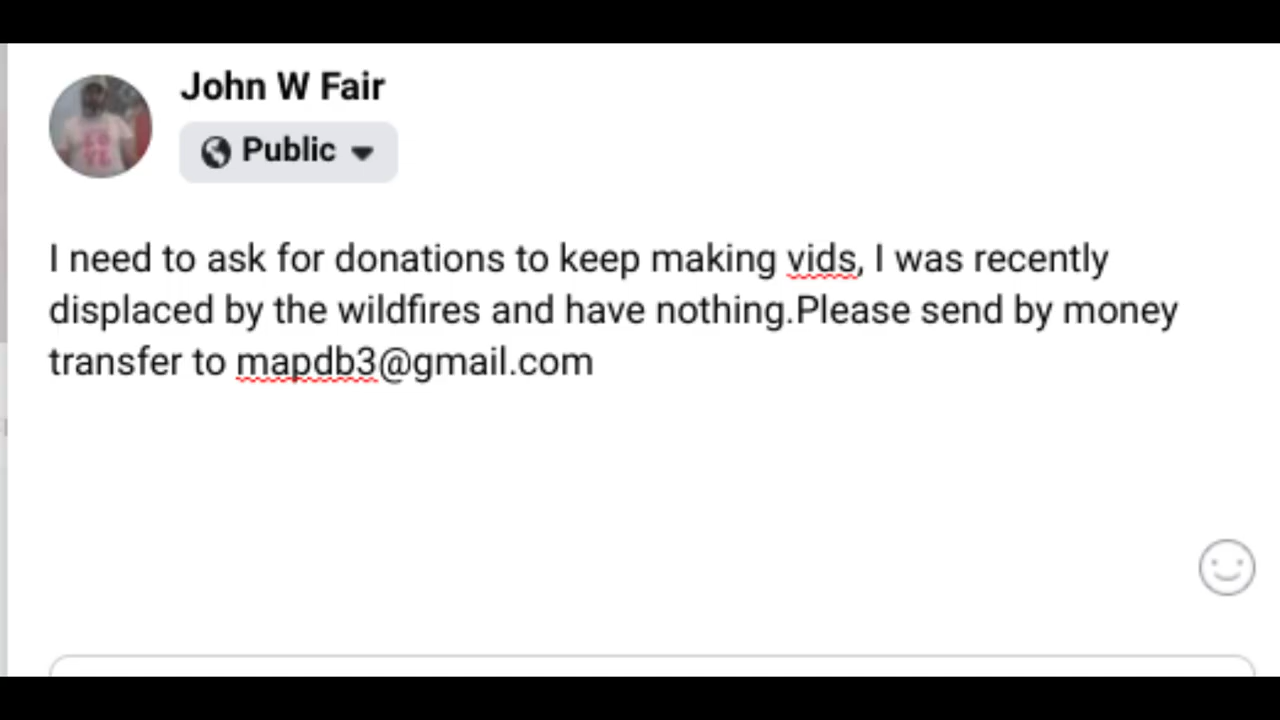 John W Fair
Public
I need to ask for donations to keep making vids, I was recently
displaced by the wildfires and have nothing.Please send by money
transfer to mapdb3@gmail.com